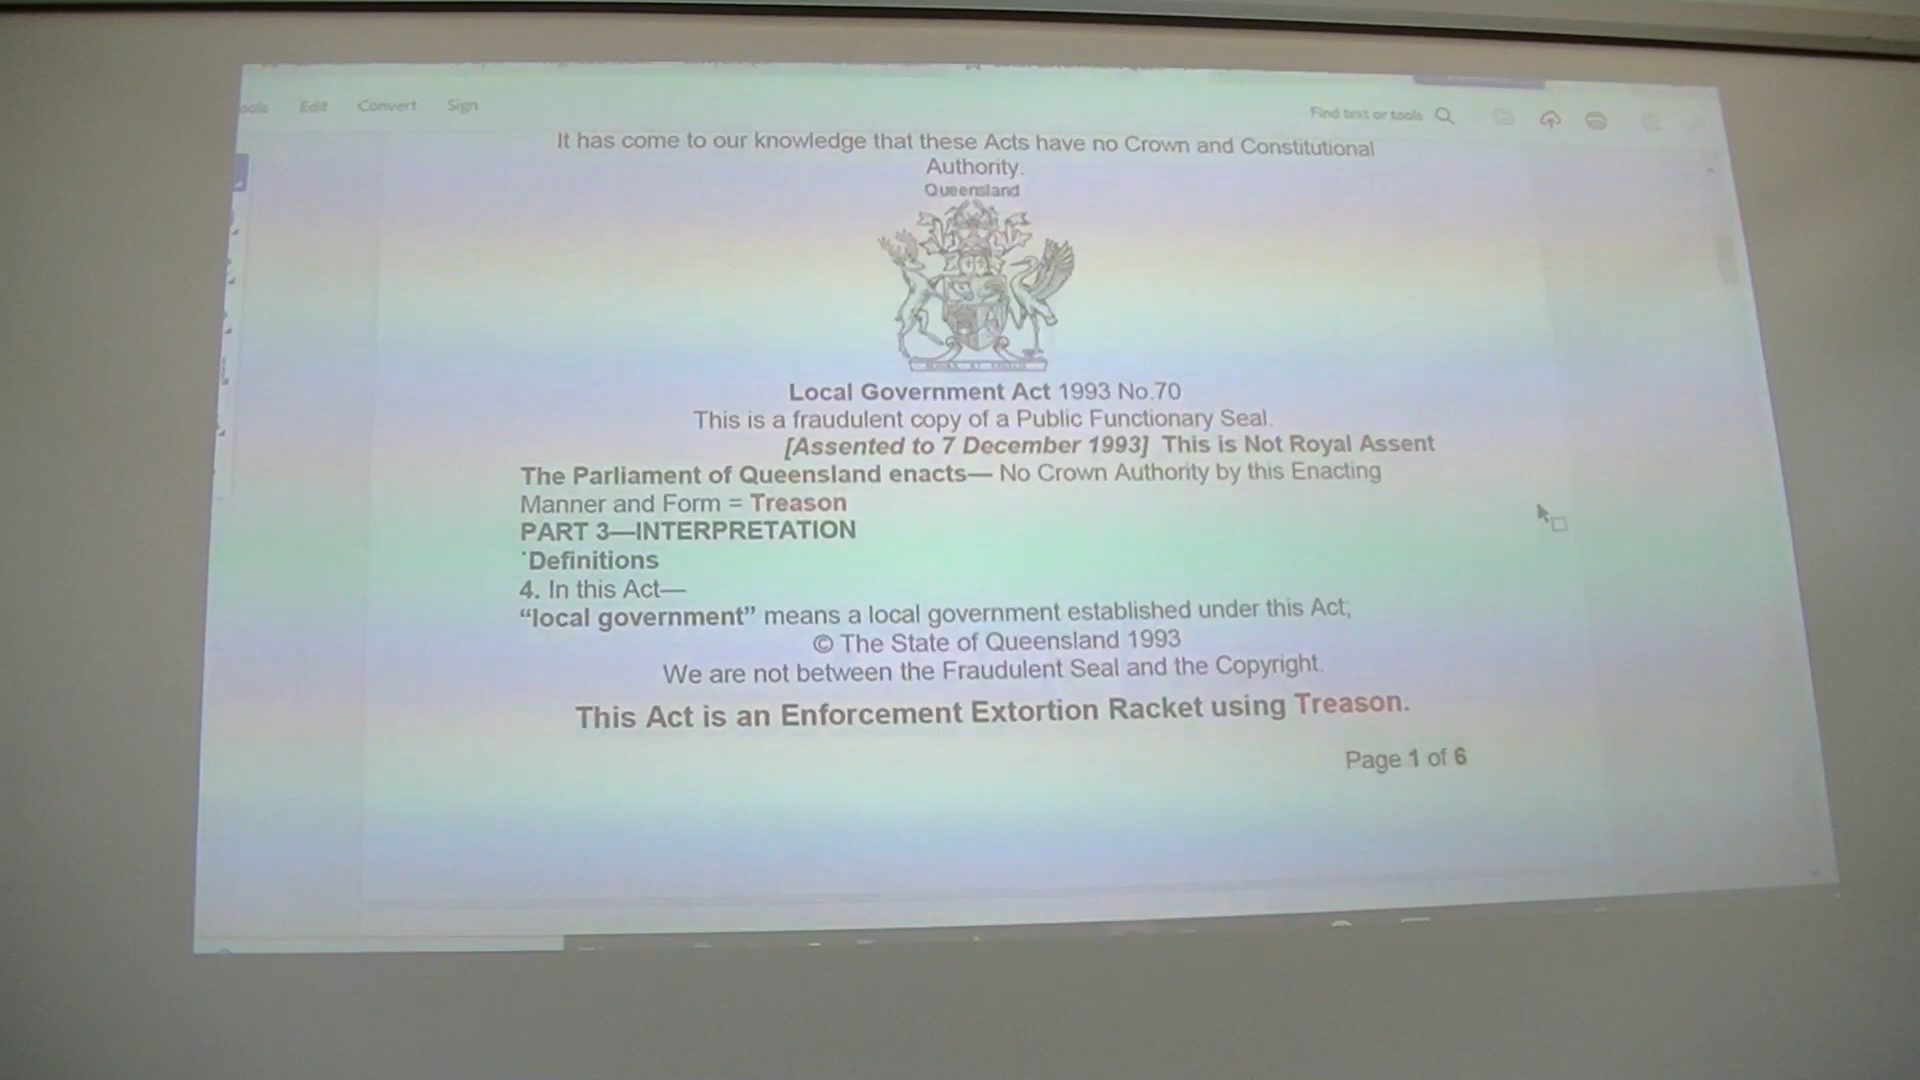 Edit Convert Sign
Find text or tools
It has come to our knowledge that these Acts have no Crown and Constitutional
Authority.
Queensland
Local Government Act 1993 No.70
This is a fraudulent copy of a Public Functionary Seal.
[Assented to 7 December 1993] This is Not Royal Assent
The Parliament of Queensland enacts— No Crown Authority by this Enacting
Manner and Form = Treason
PART 3—INTERPRETATION
˙Definitions
4. In this Act—
“local government” means a local government established under this Act;
© The State of Queensland 1993
We are not between the Fraudulent Seal and the Copyright.
This Act is an Enforcement Extortion Racket using Treason.
Page 1 of 6